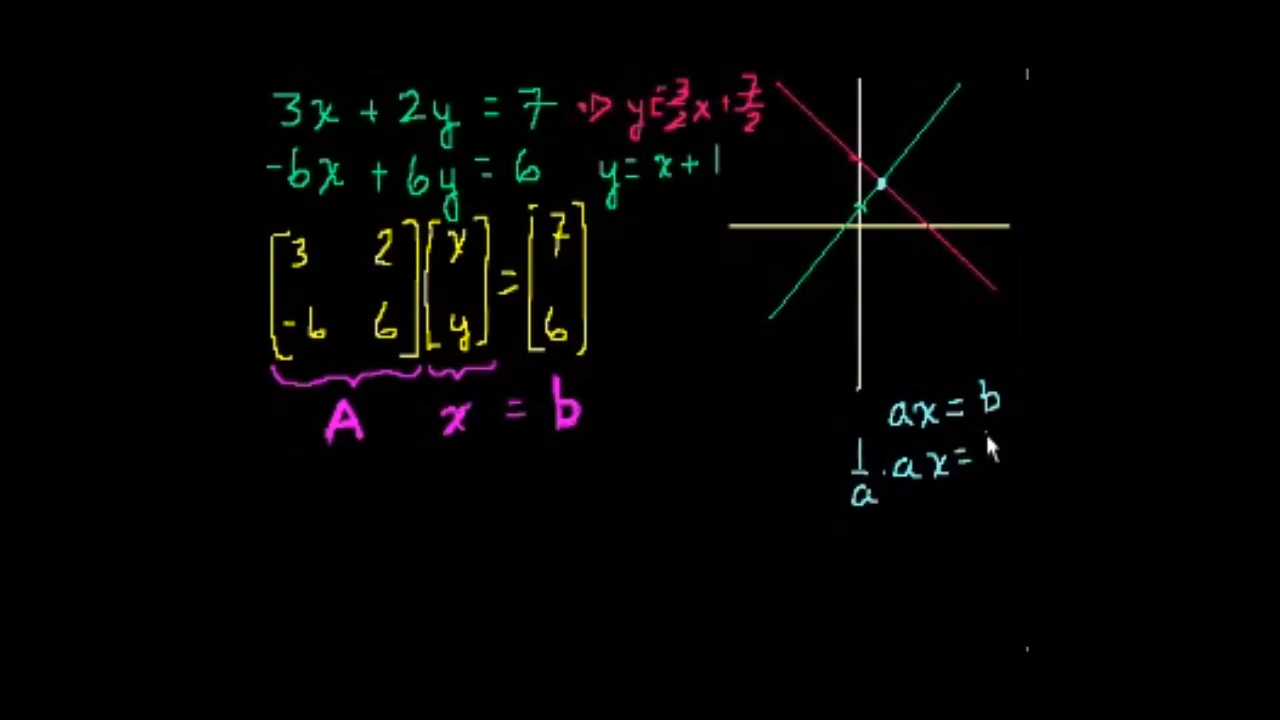 3x + 2y = 7 ⇒ y = -3/2x + 7/2
-6x + 6y = 6 y = x + 1
[3 2] [x] = [7]
[-6 6] [y] [6]
A x = b
ax = b
1/a · ax =